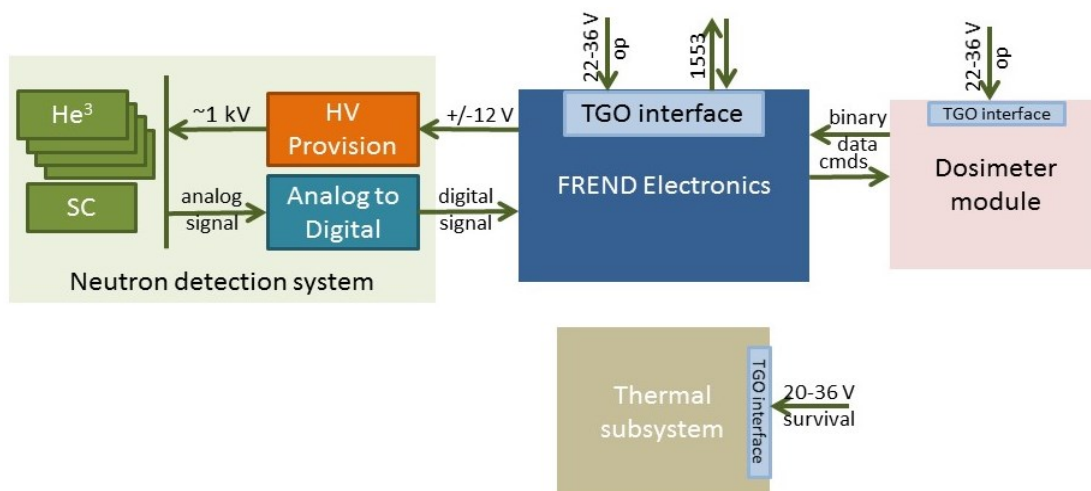 He³
SC
~1 kV
HV
Provision
+/-12 V
analog
signal
Analog to
Digital
digital
signal
Neutron detection system
22-36 V
op
1553
TGO interface
FREND Electronics
binary
data
cmds
22-36 V
op
TGO interface
Dosimeter
module
Thermal
subsystem
TGO interface
20-36 V
survival